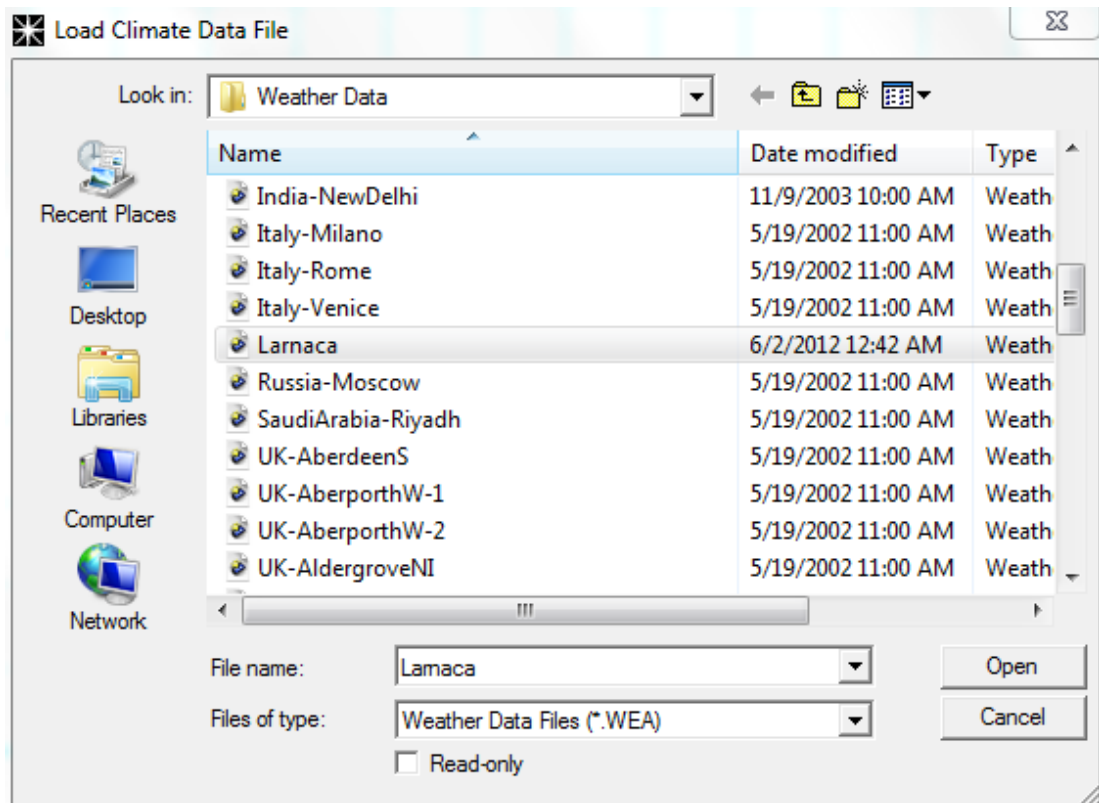 Load Climate Data File
Look in: Weather Data
Name Date modified Type
India-NewDelhi 11/9/2003 10:00 AM Weath
Italy-Milano 5/19/2002 11:00 AM Weath
Italy-Rome 5/19/2002 11:00 AM Weath
Italy-Venice 5/19/2002 11:00 AM Weath
Larnaca 6/2/2012 12:42 AM Weath
Russia-Moscow 5/19/2002 11:00 AM Weath
SaudiArabia-Riyadh 5/19/2002 11:00 AM Weath
UK-AberdeenS 5/19/2002 11:00 AM Weath
UK-AberporthW-1 5/19/2002 11:00 AM Weath
UK-AberporthW-2 5/19/2002 11:00 AM Weath
UK-AldergroveNI 5/19/2002 11:00 AM Weath
Recent Places
Desktop
Libraries
Computer
Network
File name: Larnaca Open
Files of type: Weather Data Files (*.WEA) Cancel
Read-only